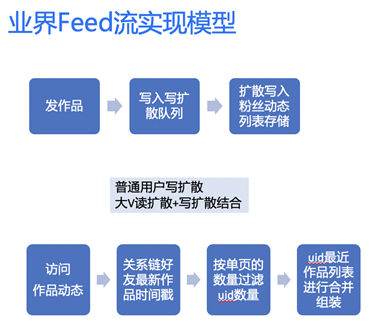 业界Feed流实现模型
发作品
写入写扩
散队列
扩散写入
粉丝动态
列表存储
普通用户写扩散
大V读扩散+写扩散结合
访问
作品动态
关系链好
友最新作
品时间戳
按单页的
数量过滤
uid数量
uid最近
作品列表
进行合并
组装